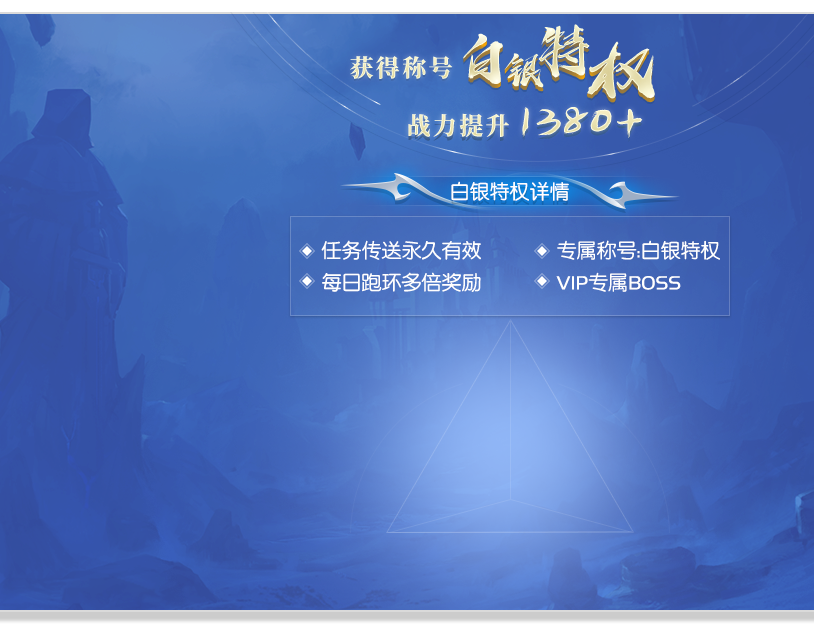 获得称号 白银特权
战力提升 1380+
白银特权详情
任务传送永久有效 专属称号:白银特权
每日跑环多倍奖励 VIP专属BOSS